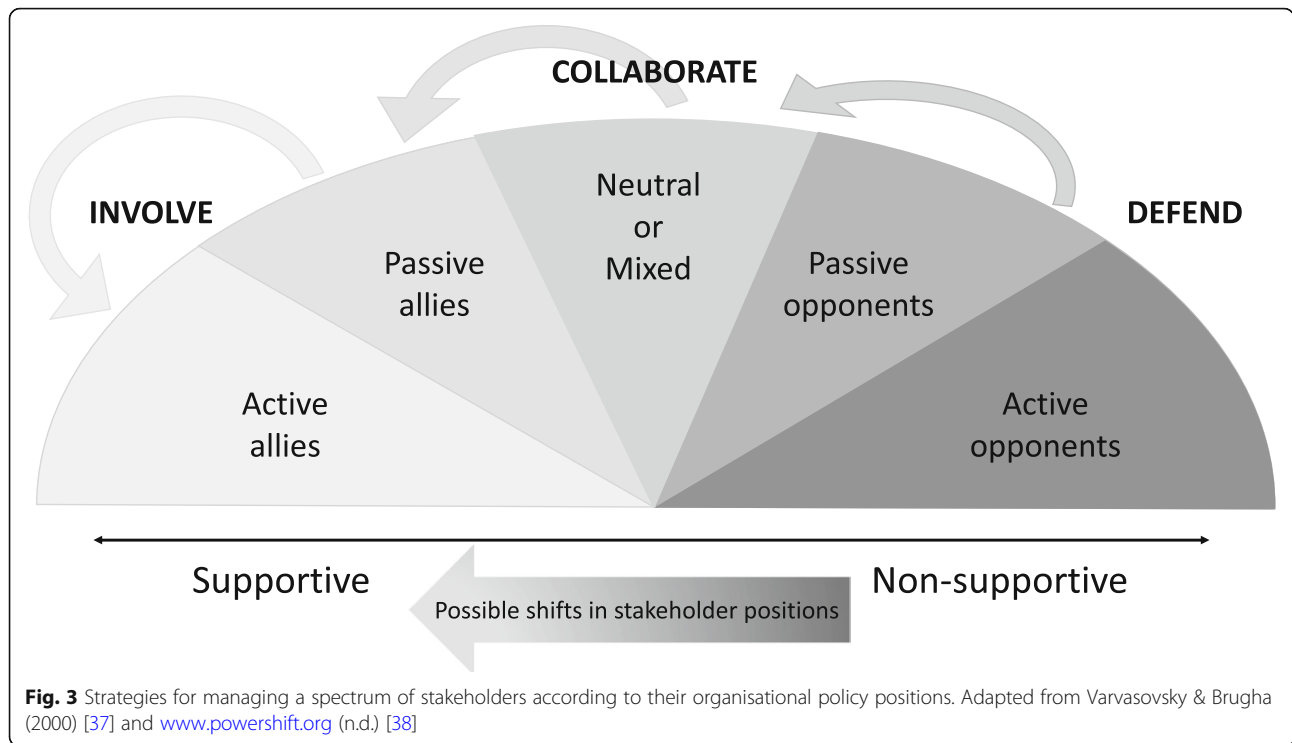 COLLABORATE
INVOLVE
DEFEND
Neutral
or
Mixed
Passive
allies
Passive
opponents
Active
allies
Active
opponents
Supportive
Non-supportive
Possible shifts in stakeholder positions
Fig. 3 Strategies for managing a spectrum of stakeholders according to their organisational policy positions. Adapted from Varvasovsky & Brugha
(2000) [37] and www.powershift.org (n.d.) [38]